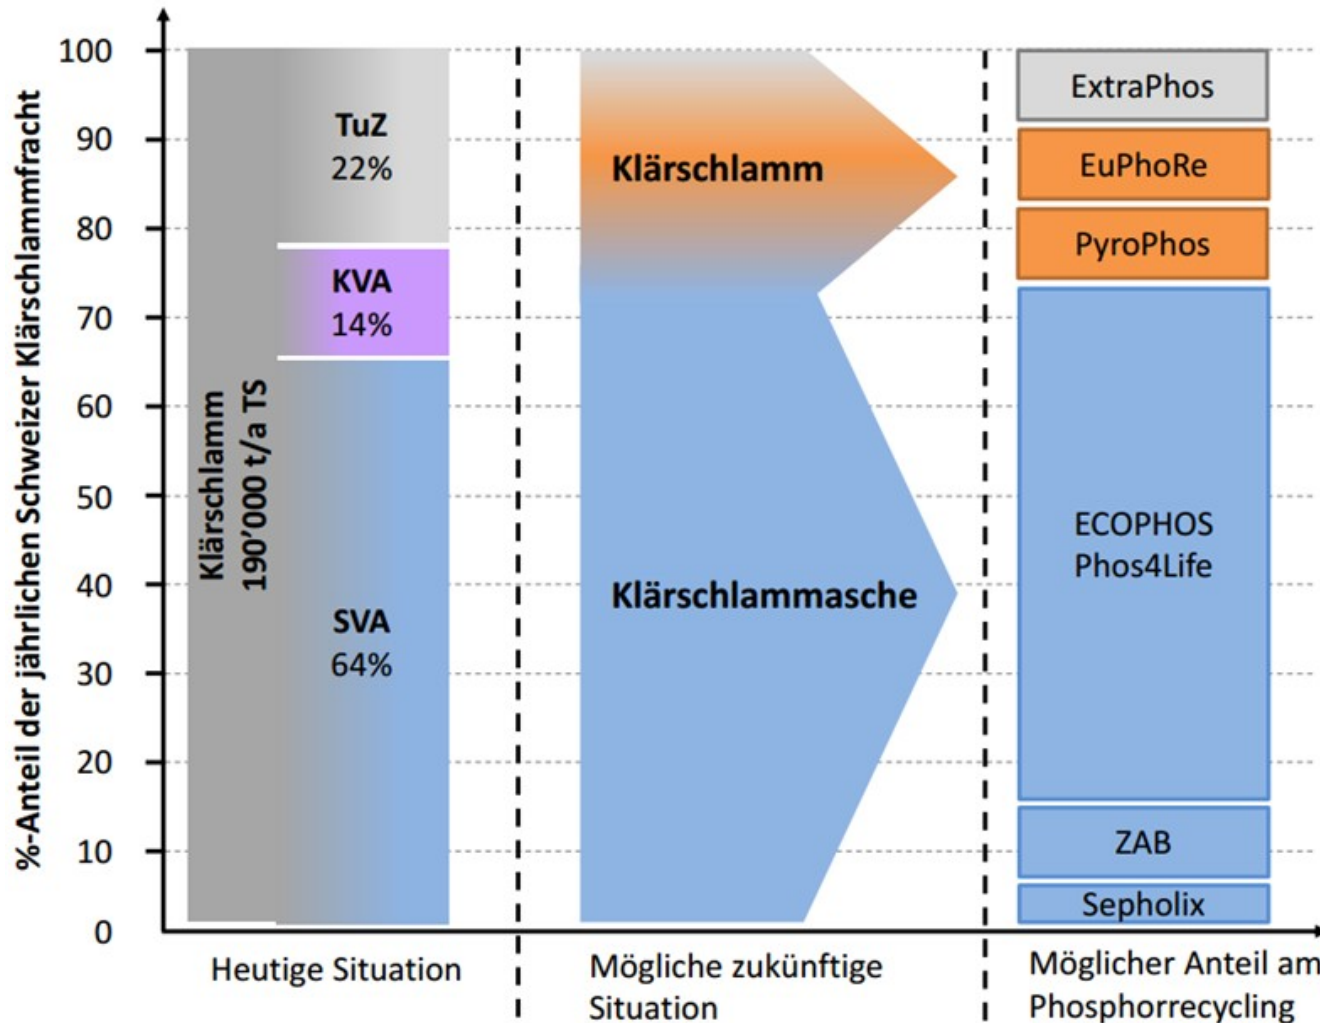 %-Anteil der jährlichen Schweizer Klärschlammfracht
100
90
80
70
60
50
40
30
20
10
0
Klärschlamm
190’000 t/a TS
TuZ
22%
KVA
14%
SVA
64%
Heutige Situation
Klärschlamm
Klärschlammasche
Mögliche zukünftige
Situation
ExtraPhos
EuPhoRe
PyroPhos
ECOPHOS
Phos4Life
ZAB
Sepholix
Möglicher Anteil am
Phosphorrecycling